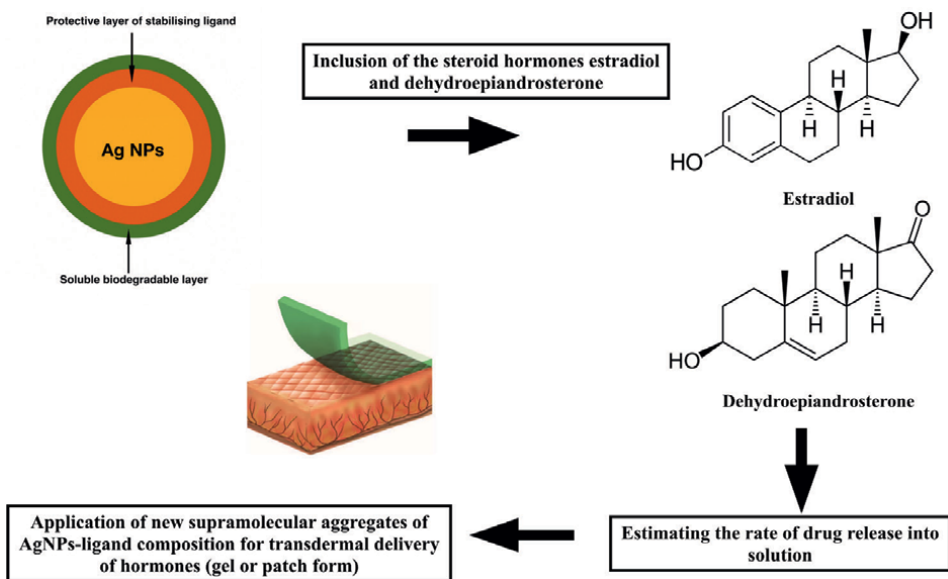 Protective layer of stabilising ligand
Ag NPs
Soluble biodegradable layer
Inclusion of the steroid hormones estradiol
and dehydroepiandrosterone
OH
H
H
H
HO
Estradiol
O
H
H
H
HO
Dehydroepiandrosterone
Estimating the rate of drug release into
solution
Application of new supramolecular aggregates of
AgNPs-ligand composition for transdermal delivery
of hormones (gel or patch form)